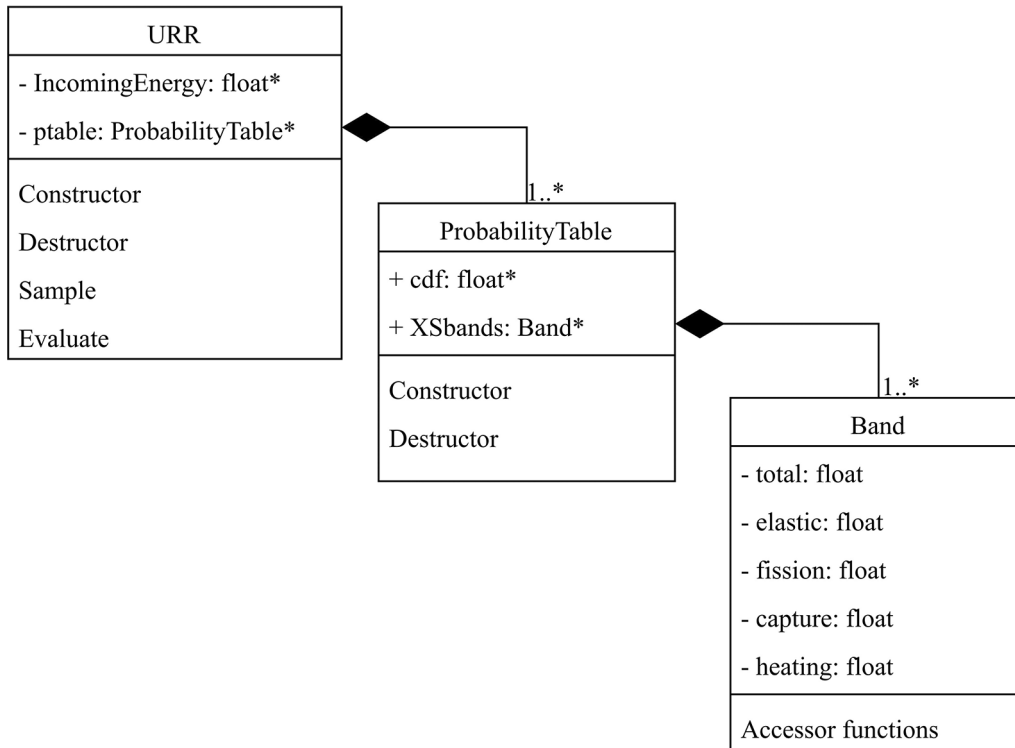 URR
- IncomingEnergy: float*
- ptable: ProbabilityTable*
Constructor
Destructor
Sample
Evaluate
1..*
ProbabilityTable
+ cdf: float*
+ XSbands: Band*
Constructor
Destructor
1..*
Band
- total: float
- elastic: float
- fission: float
- capture: float
- heating: float
Accessor functions